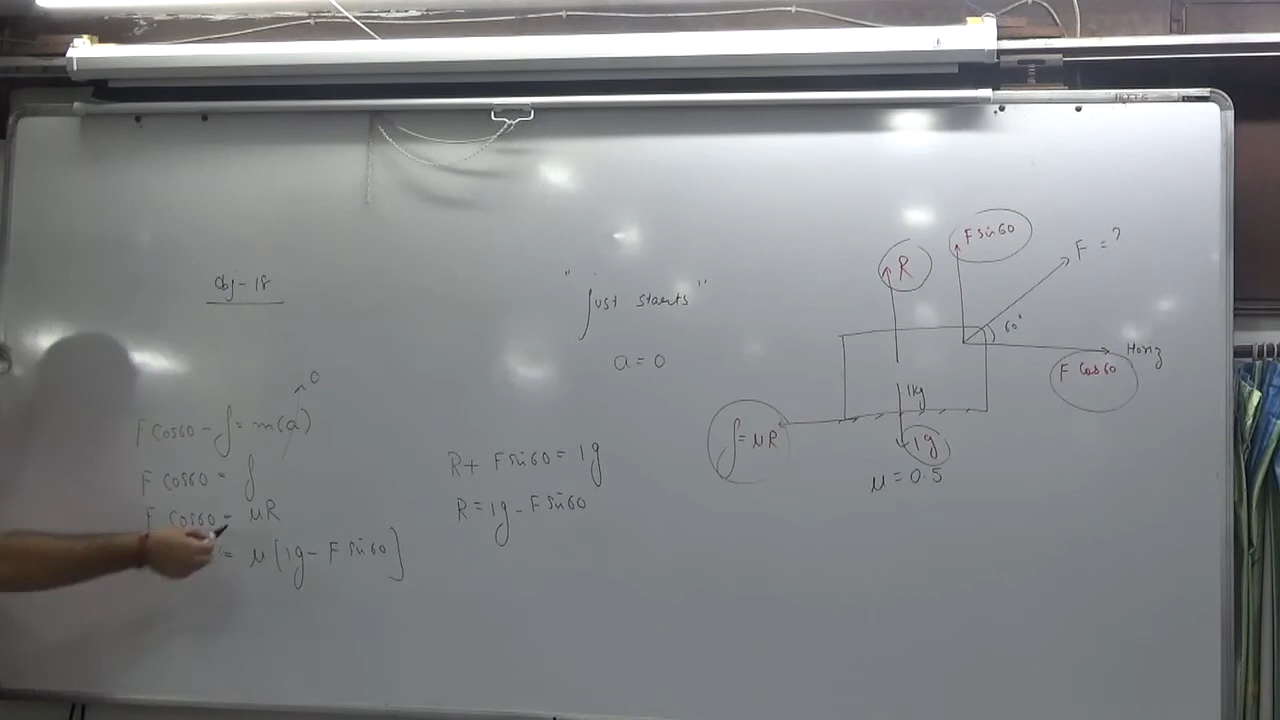 Obj-18
"just starts"
a = 0
F Cos60 - f = m(a) 0
F Cos60 = f
F Cos60 = μR
= μ[1g - F sin60]
R + F sin60 = 1g
R = 1g - F sin60
R
F sin60
F = ?
60°
Horiz
F Cos60
1kg
f = μR
1g
μ = 0.5